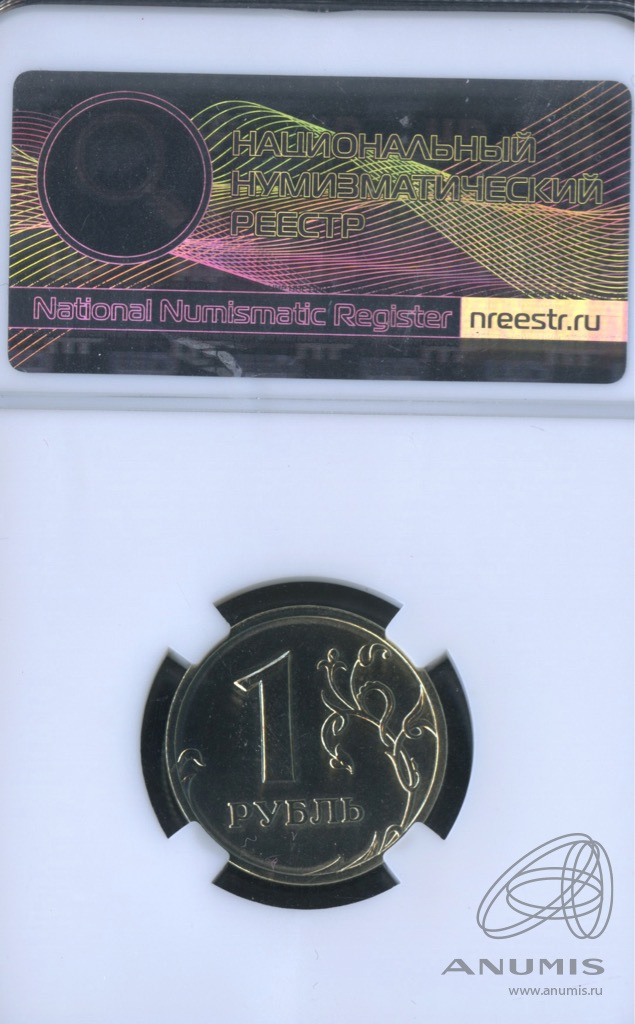 НАЦИОНАЛЬНЫЙ
НУМИЗМАТИЧЕСКИЙ
РЕЕСТР
National Numismatic Register nreestr.ru
1
РУБЛЬ
ANUMIS
www.anumis.ru